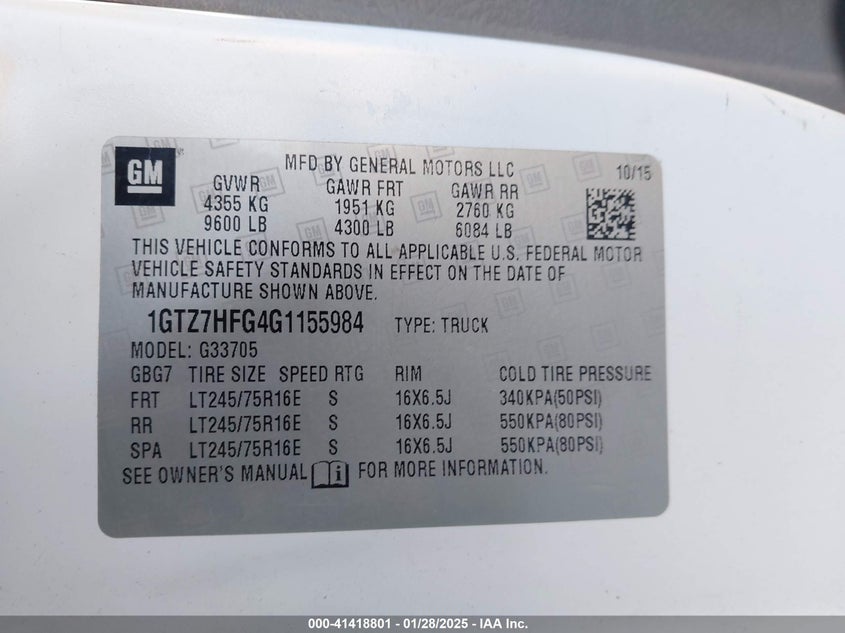 GM
MFD BY GENERAL MOTORS LLC 10/15
GVWR GAWR FRT GAWR RR
4355 KG 1951 KG 2760 KG
9600 LB 4300 LB 6084 LB
THIS VEHICLE CONFORMS TO ALL APPLICABLE U.S. FEDERAL MOTOR
VEHICLE SAFETY STANDARDS IN EFFECT ON THE DATE OF
MANUFACTURE SHOWN ABOVE.
1GTZ7HFG4G1155984 TYPE: TRUCK
MODEL: G33705
GBG7 TIRE SIZE SPEED RTG RIM COLD TIRE PRESSURE
FRT LT245/75R16E S 16X6.5J 340KPA(50PSI)
RR LT245/75R16E S 16X6.5J 550KPA(80PSI)
SPA LT245/75R16E S 16X6.5J 550KPA(80PSI)
SEE OWNER'S MANUAL FOR MORE INFORMATION.
000-41418801 / 01/28/2025 - IAA Inc.